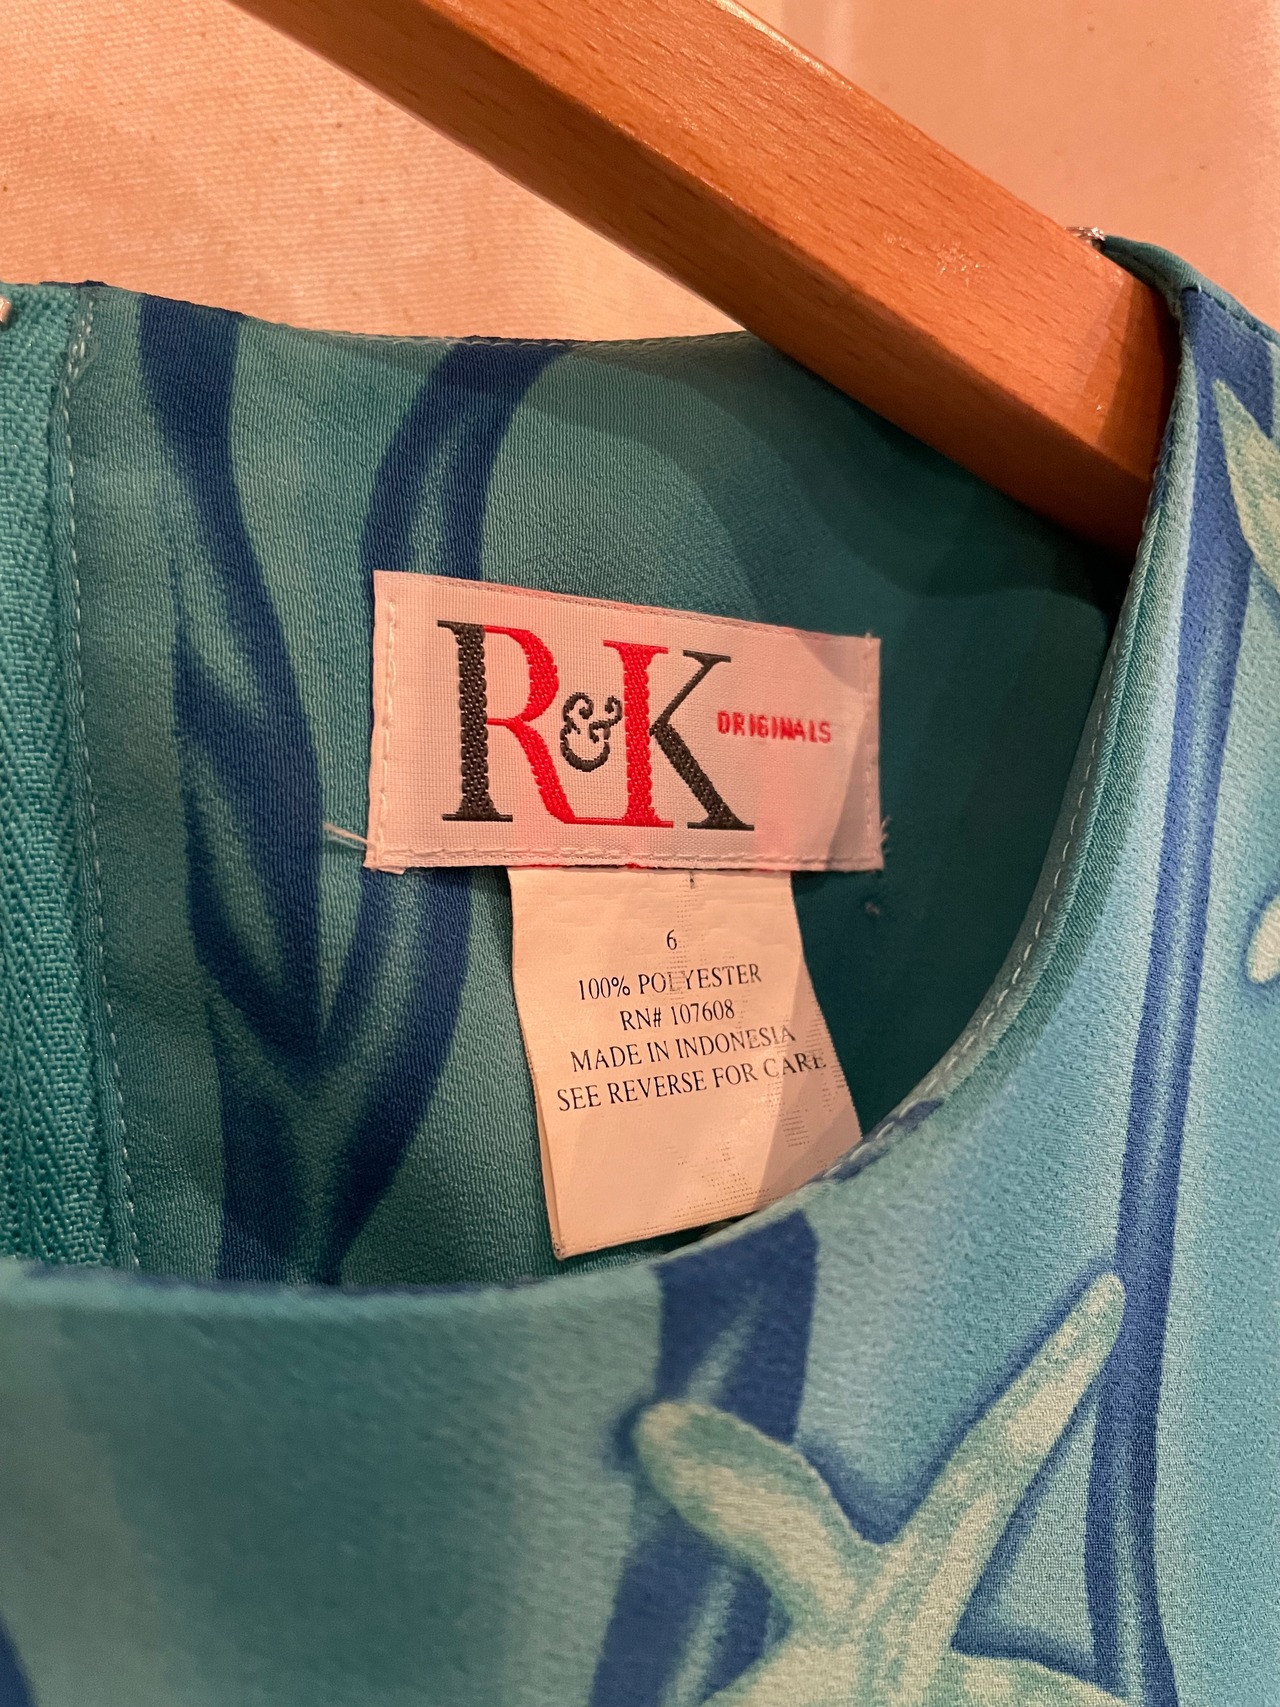 R&K ORIGINALS
6
100% POLYESTER
RN# 107608
MADE IN INDONESIA
SEE REVERSE FOR CARE